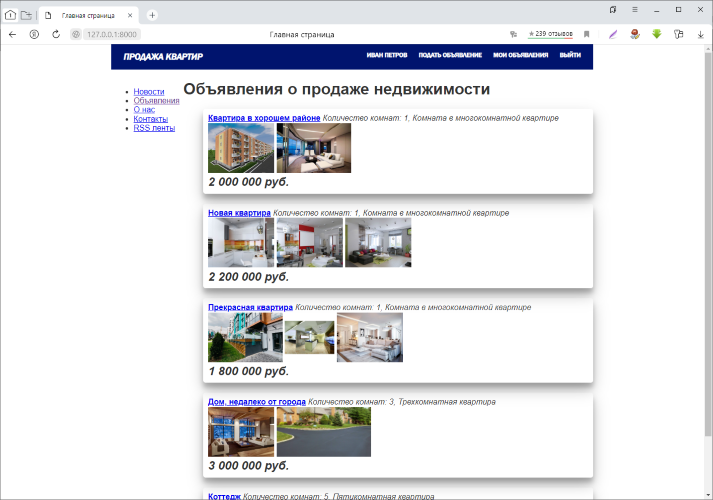 Главная страница
127.0.0.1:8000
Главная страница
239 отзывов
ПРОДАЖА КВАРТИР
ИВАН ПЕТРОВ
ПОДАТЬ ОБЪЯВЛЕНИЕ
МОИ ОБЪЯВЛЕНИЯ
ВЫЙТИ
Новости
Объявления
О нас
Контакты
RSS ленты
Объявления о продаже недвижимости
Квартира в хорошем районе Количество комнат: 1, Комната в многокомнатной квартире
2 000 000 руб.
Новая квартира Количество комнат: 1, Комната в многокомнатной квартире
2 200 000 руб.
Прекрасная квартира Количество комнат: 1, Комната в многокомнатной квартире
1 800 000 руб.
Дом, недалеко от города Количество комнат: 3, Трехкомнатная квартира
3 000 000 руб.
Коттедж Количество комнат: 5, Пятикомнатная квартира